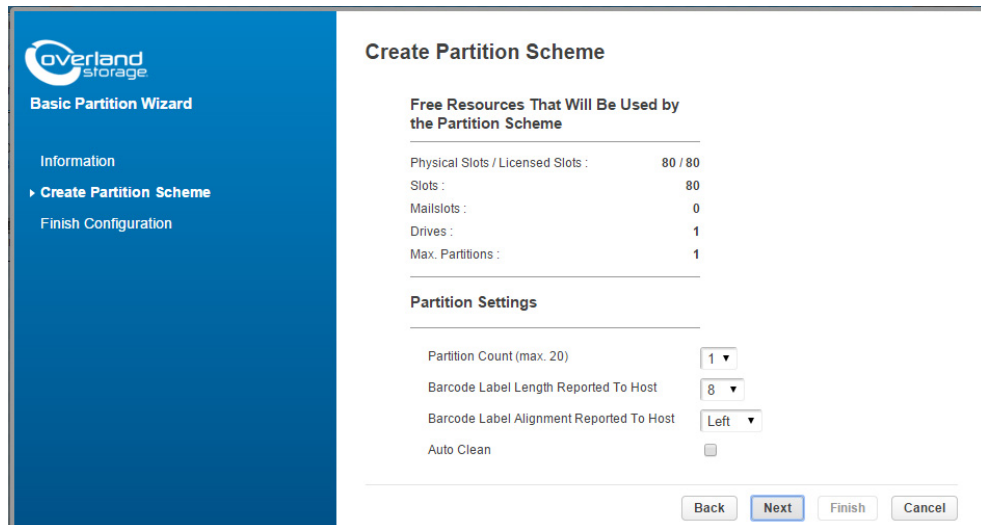 overland
storage
Basic Partition Wizard
Information
Create Partition Scheme
Finish Configuration
Create Partition Scheme
Free Resources That Will Be Used by
the Partition Scheme
Physical Slots / Licensed Slots : 80 / 80
Slots : 80
Mailslots : 0
Drives : 1
Max. Partitions : 1
Partition Settings
Partition Count (max. 20) 1
Barcode Label Length Reported To Host 8
Barcode Label Alignment Reported To Host Left
Auto Clean
Back Next Finish Cancel